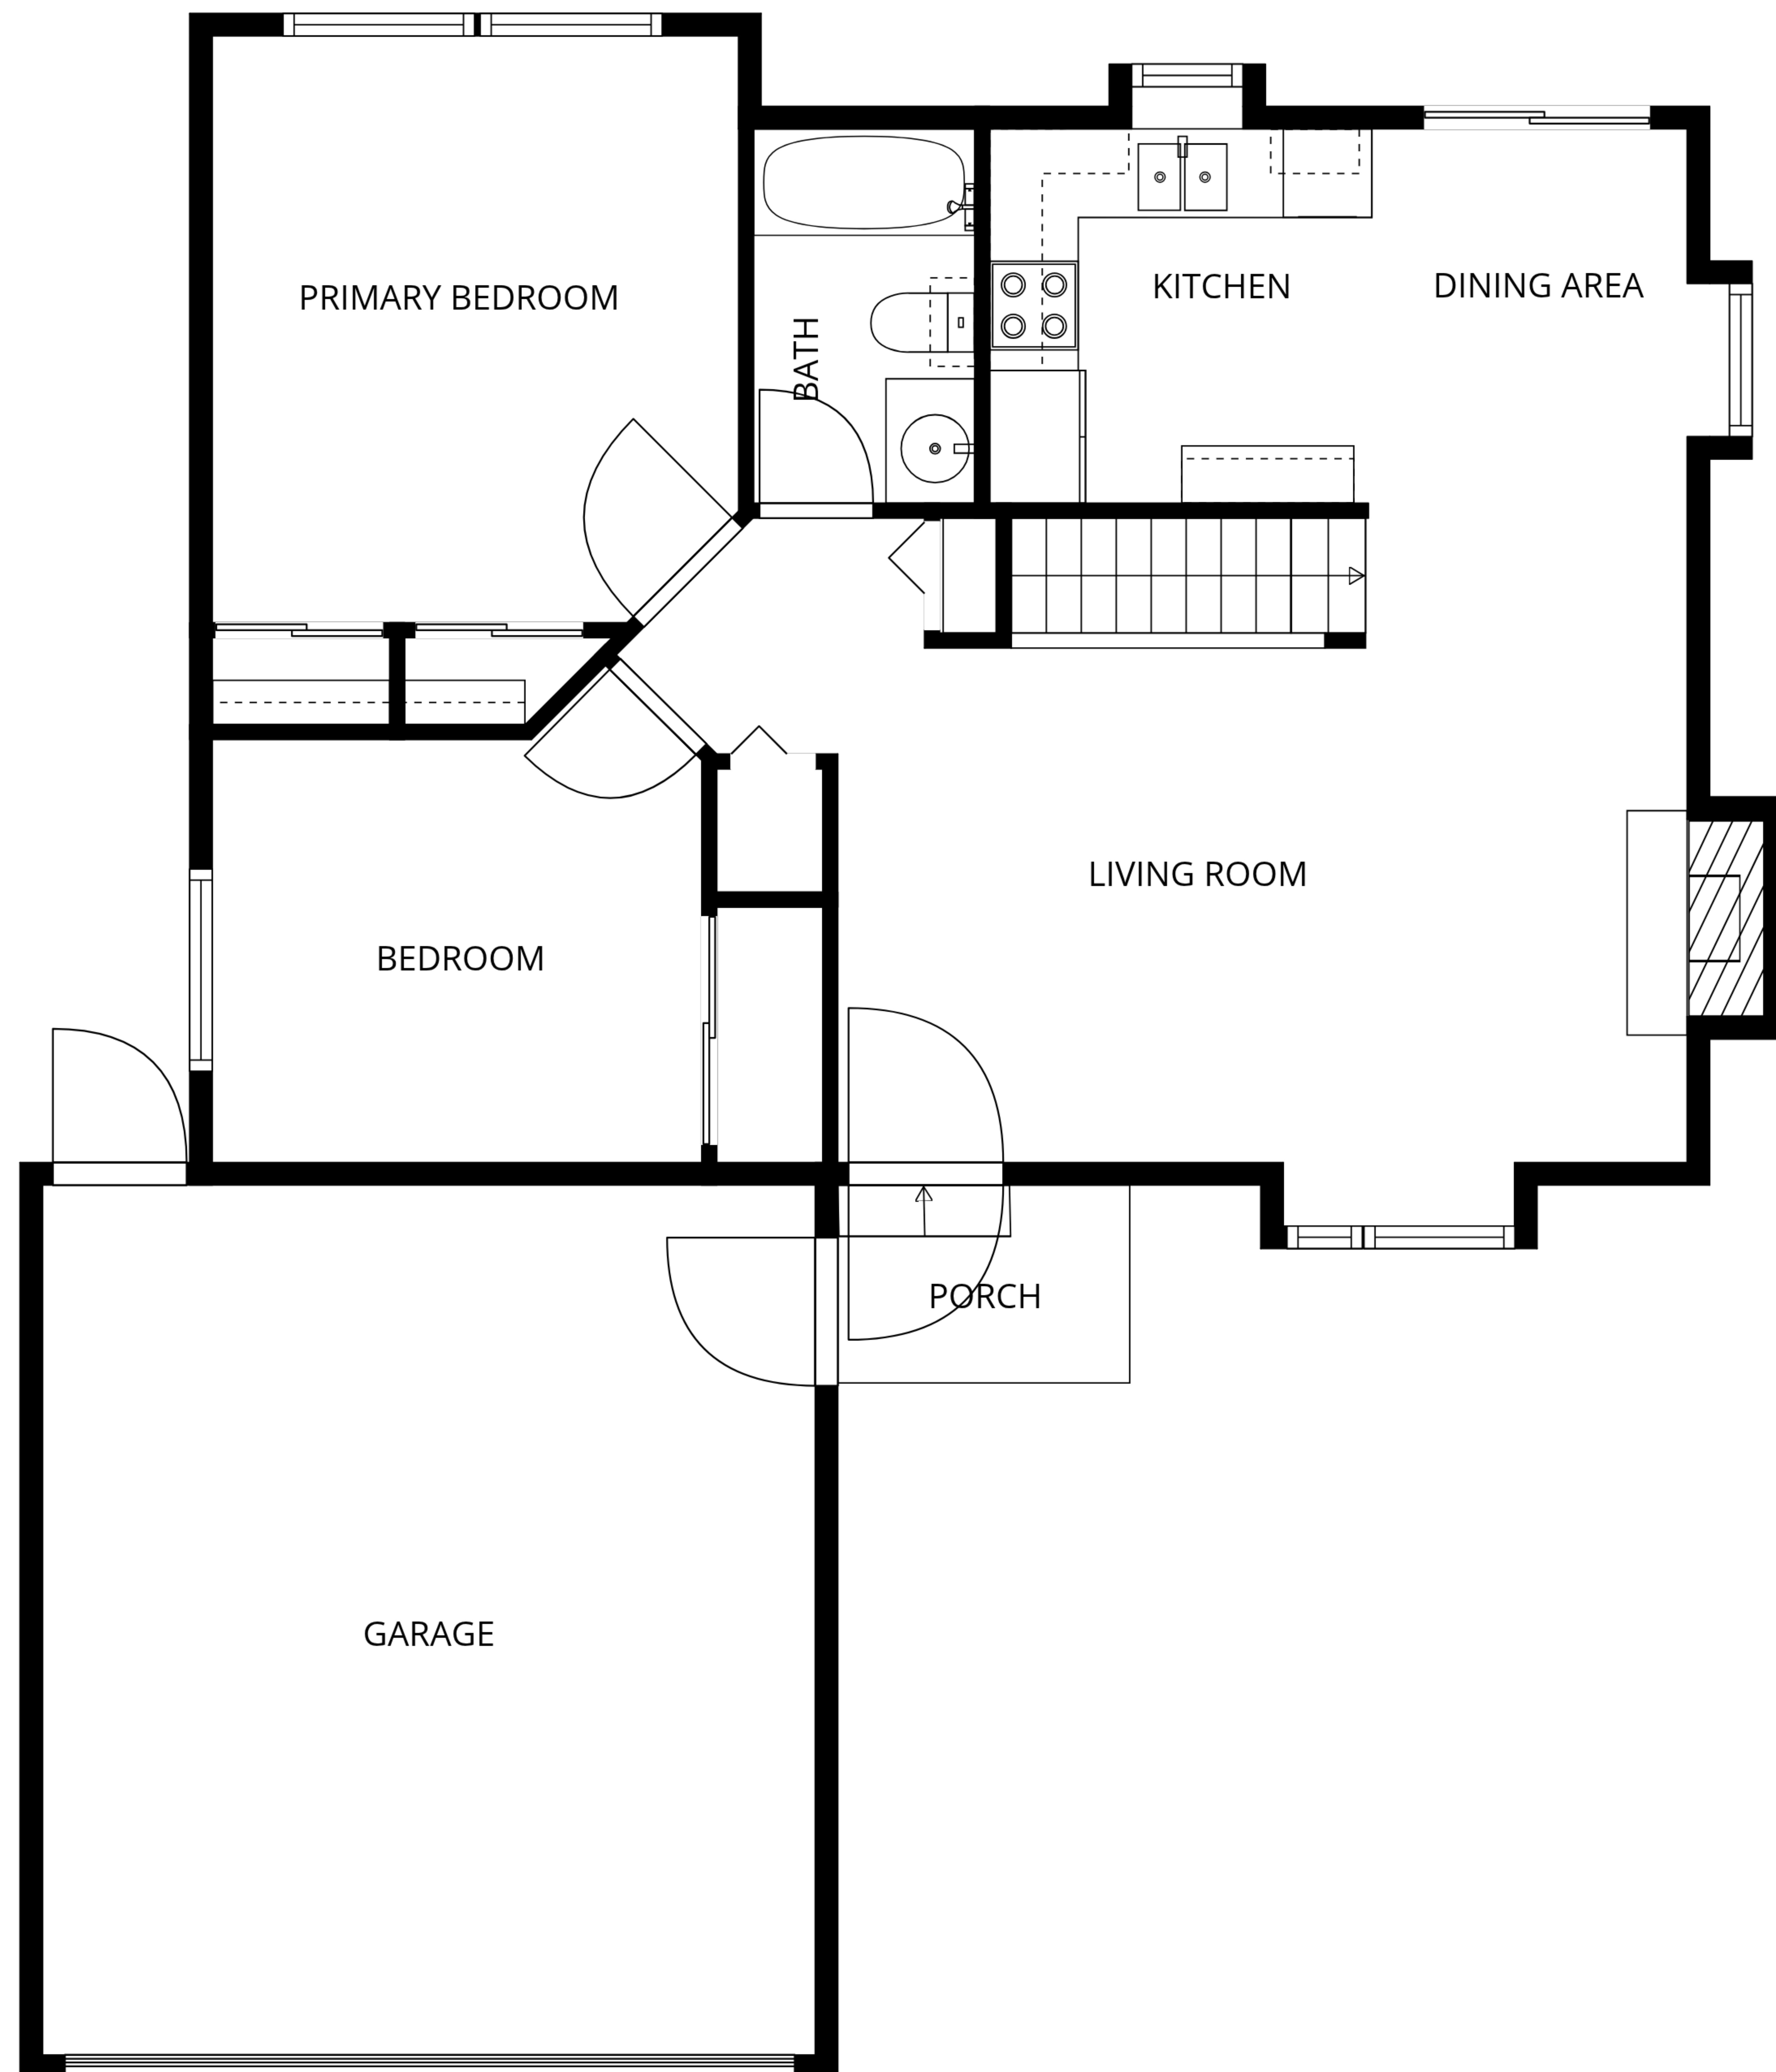 PRIMARY BEDROOM
KITCHEN
DINING AREA
BATH
LIVING ROOM
BEDROOM
PORCH
GARAGE